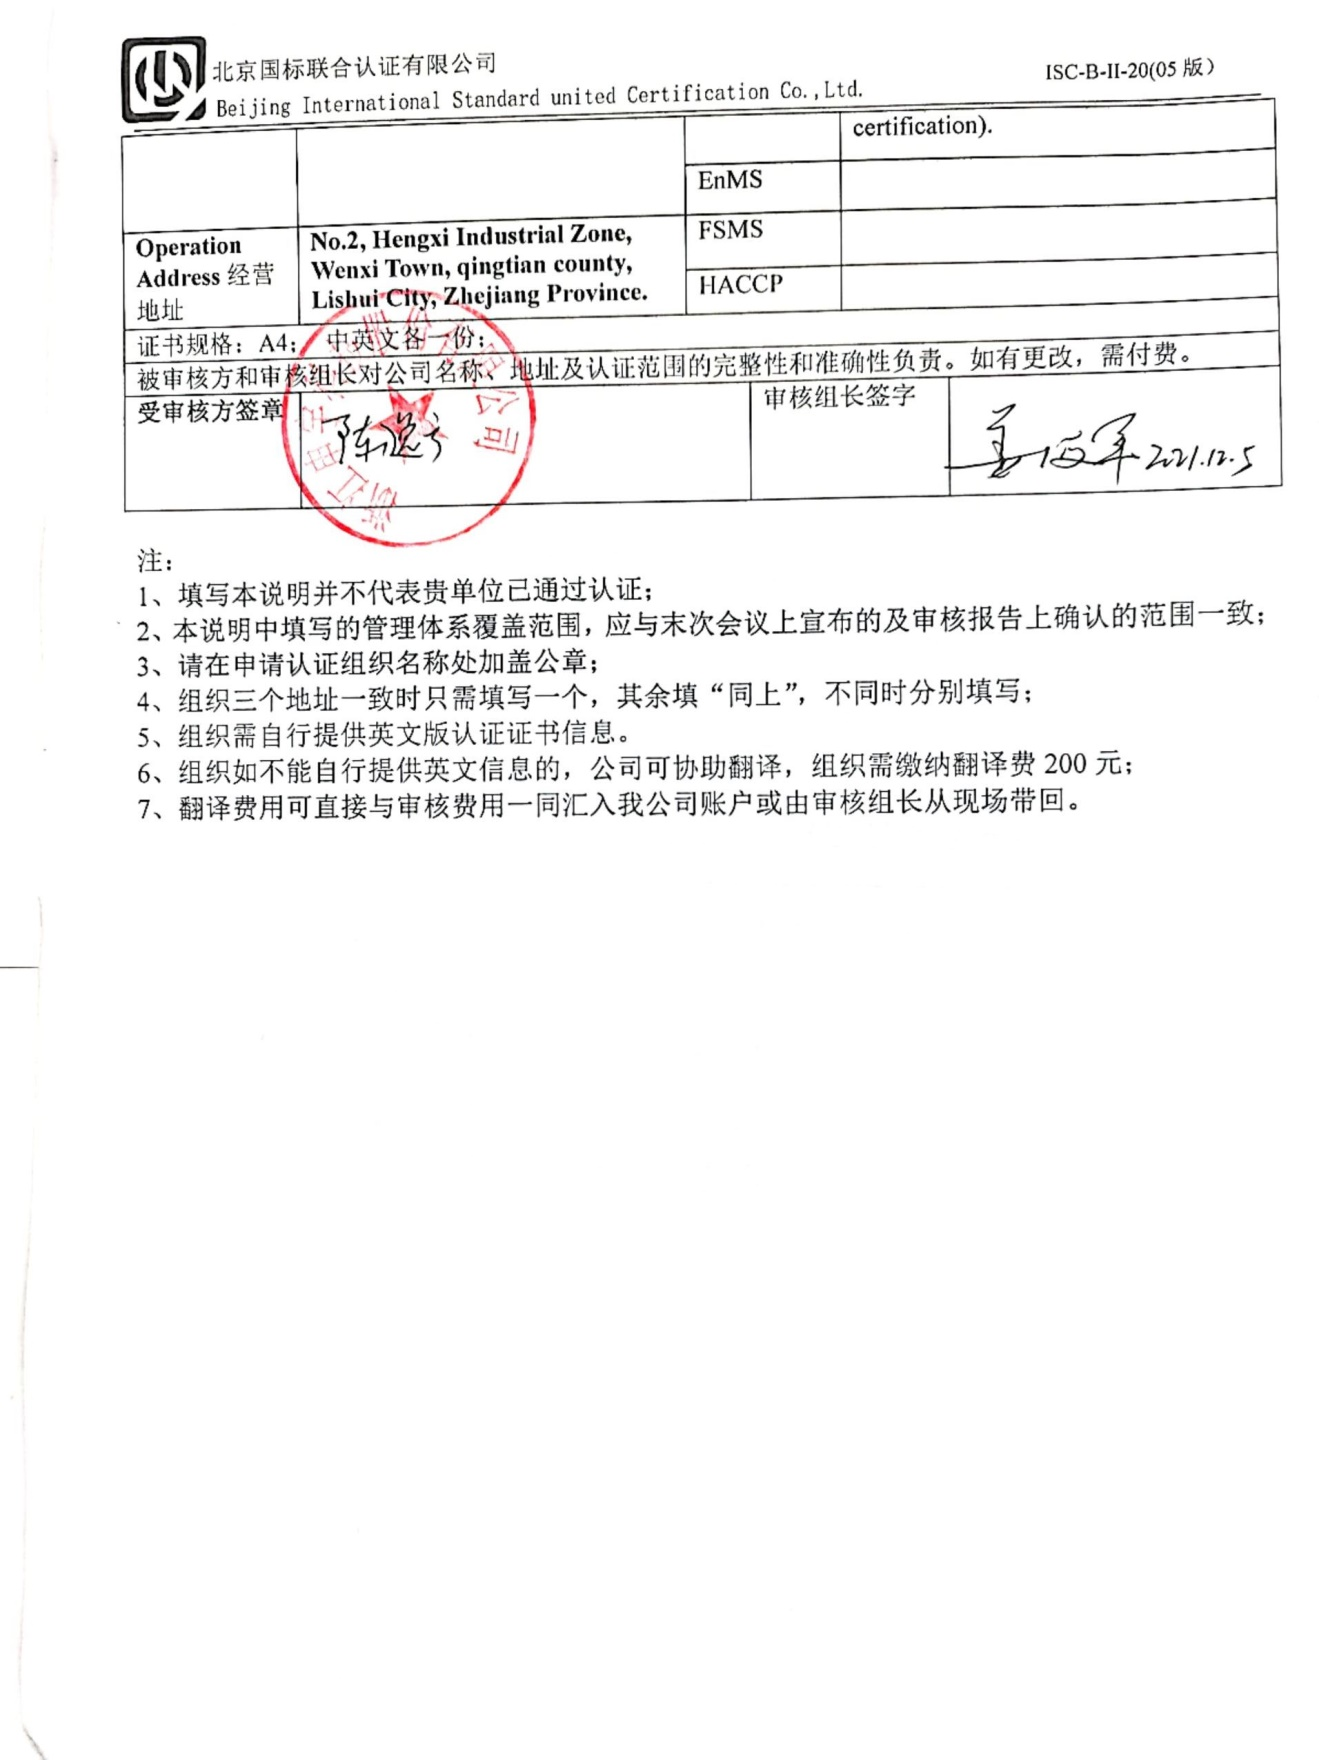 北京国标联合认证有限公司
ISC-B-II-20(05 版)
Beijing International Standard united Certification Co.,Ltd.
certification).
EnMS
Operation
Address 经营
地址
No.2, Hengxi Industrial Zone,
Wenxi Town, qingtian county,
Lishui City, Zhejiang Province.
FSMS
HACCP
证书规格：A4； 中英文各一份；
被审核方和审核组长对公司名称、地址及认证范围的完整性和准确性负责。如有更改，需付费。
受审核方签章
审核组长签字
2021.12.5
注：
1、填写本说明并不代表贵单位已通过认证；
2、本说明中填写的管理体系覆盖范围，应与末次会议上宣布的及审核报告上确认的范围一致；
3、请在申请认证组织名称处加盖公章；
4、组织三个地址一致时只需填写一个，其余填“同上”，不同时分别填写；
5、组织需自行提供英文版认证证书信息。
6、组织如不能自行提供英文信息的，公司可协助翻译，组织需缴纳翻译费 200 元；
7、翻译费用可直接与审核费用一同汇入我公司账户或由审核组长从现场带回。